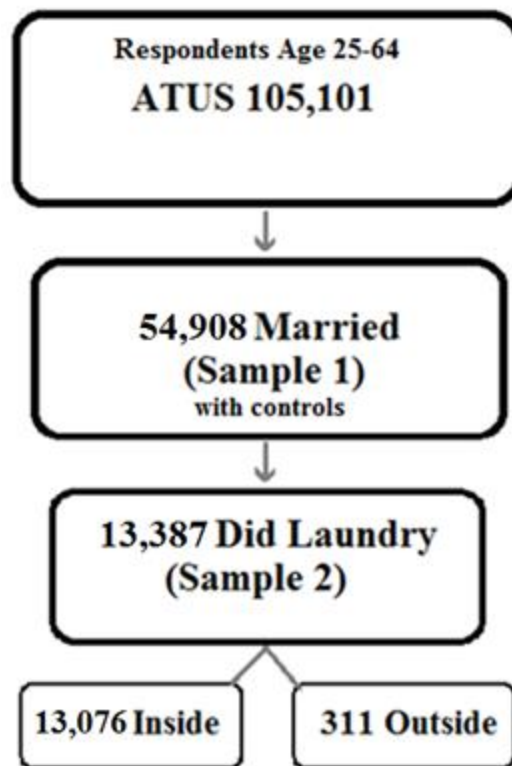 Respondents Age 25-64
ATUS 105,101
54,908 Married
(Sample 1)
with controls
13,387 Did Laundry
(Sample 2)
13,076 Inside
311 Outside